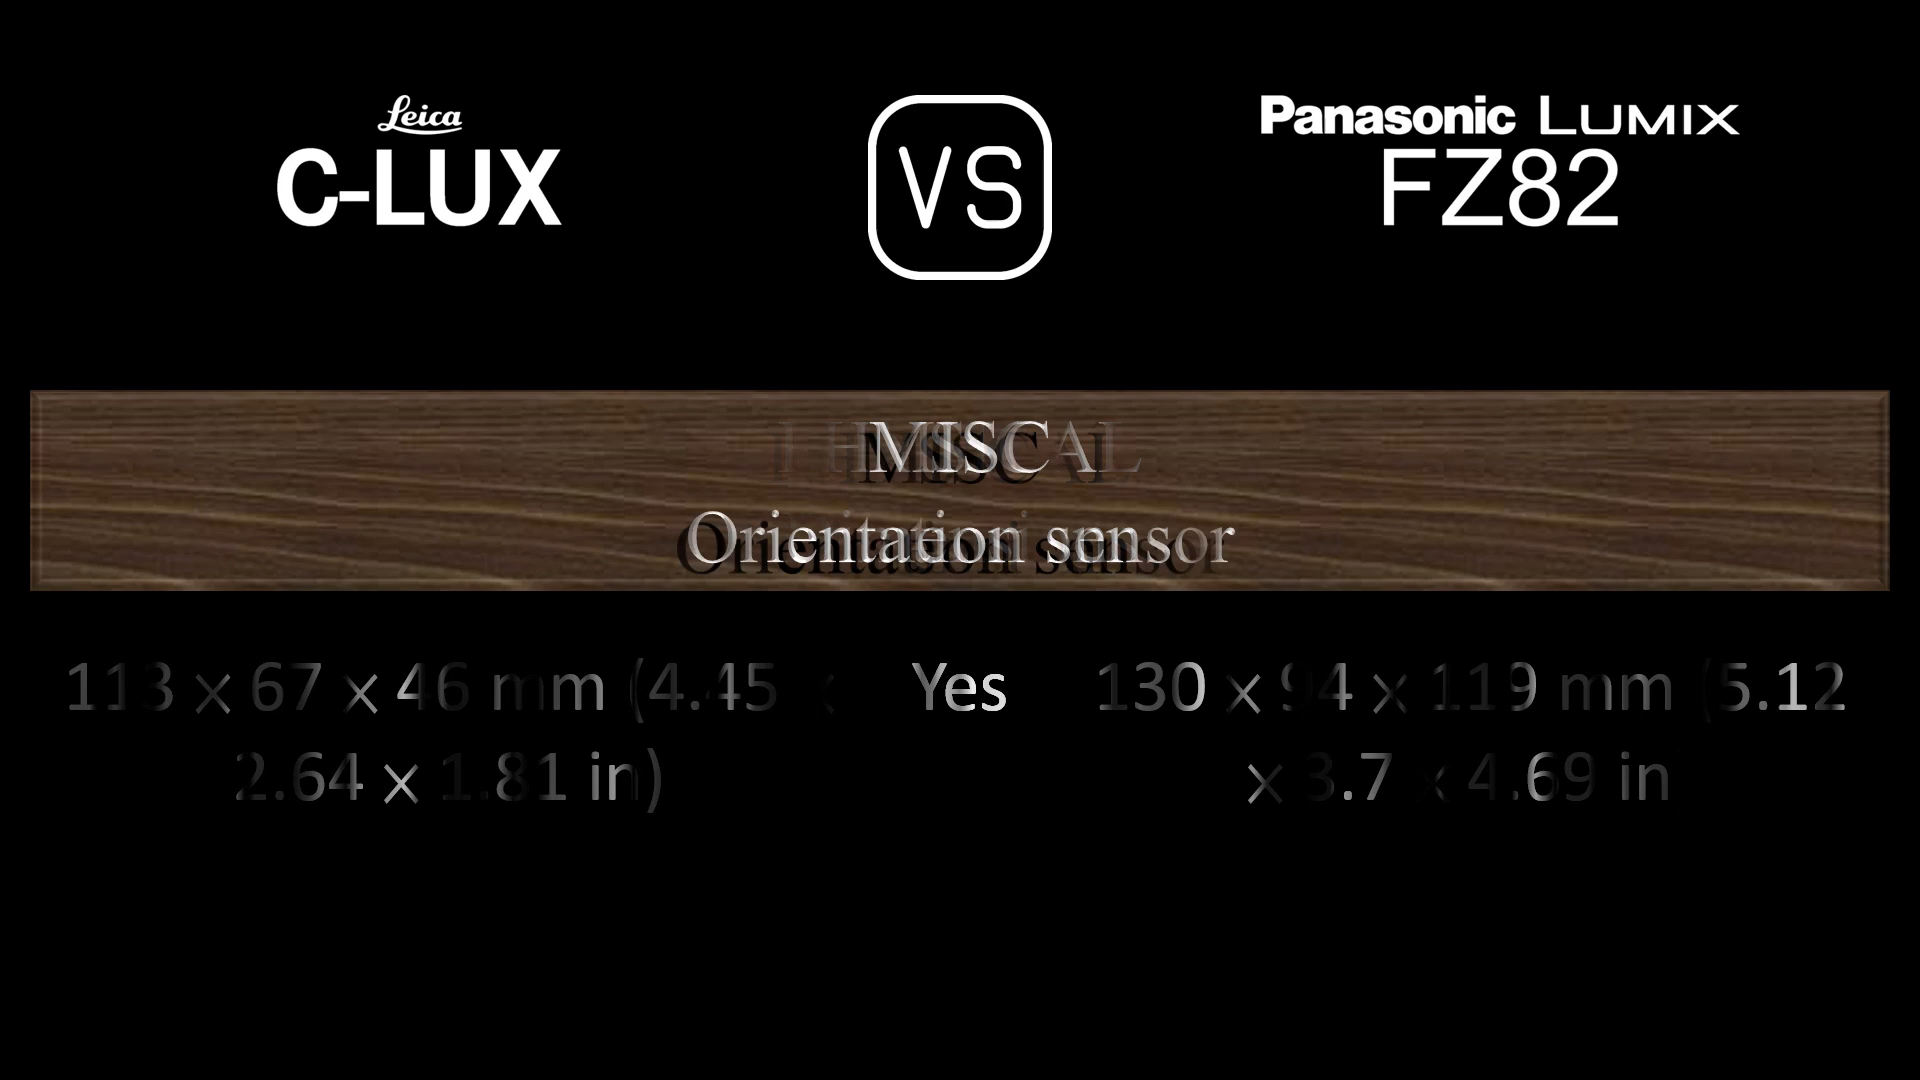 Leica
C-LUX
VS
Panasonic LUMIX
FZ82
MISC
Orientation sensor
113 x 67 x 46 mm (4.45 x
2.64 x 1.81 in)
Yes
130 x 94 x 119 mm (5.12
x 3.7 x 4.69 in